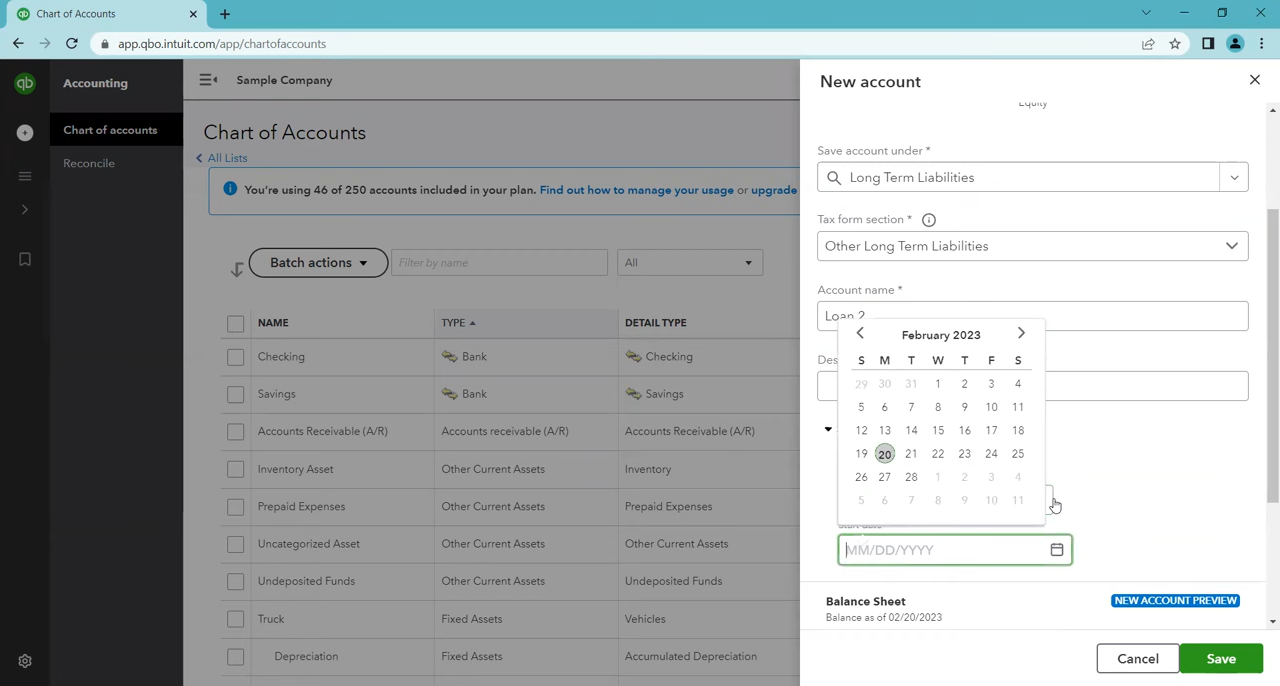 Chart of Accounts
app.qbo.intuit.com/app/chartofaccounts
qb
Accounting
Chart of accounts
Reconcile
Sample Company
Chart of Accounts
All Lists
You're using 46 of 250 accounts included in your plan. Find out how to manage your usage or upgrade
Batch actions
Filter by name
All
NAME TYPE DETAIL TYPE
Checking Bank Checking
Savings Bank Savings
Accounts Receivable (A/R) Accounts receivable (A/R) Accounts Receivable (A/R)
Inventory Asset Other Current Assets Inventory
Prepaid Expenses Other Current Assets Prepaid Expenses
Uncategorized Asset Other Current Assets Other Current Assets
Undeposited Funds Other Current Assets Undeposited Funds
Truck Fixed Assets Vehicles
Depreciation Fixed Assets Accumulated Depreciation
New account
Equity
Save account under *
Long Term Liabilities
Tax form section *
Other Long Term Liabilities
Account name *
Loan 2
Des
February 2023
S M T W T F S
29 30 31 1 2 3 4
5 6 7 8 9 10 11
12 13 14 15 16 17 18
19 20 21 22 23 24 25
26 27 28 1 2 3 4
5 6 7 8 9 10 11
Start date
MM/DD/YYYY
Balance Sheet NEW ACCOUNT PREVIEW
Balance as of 02/20/2023
Cancel Save